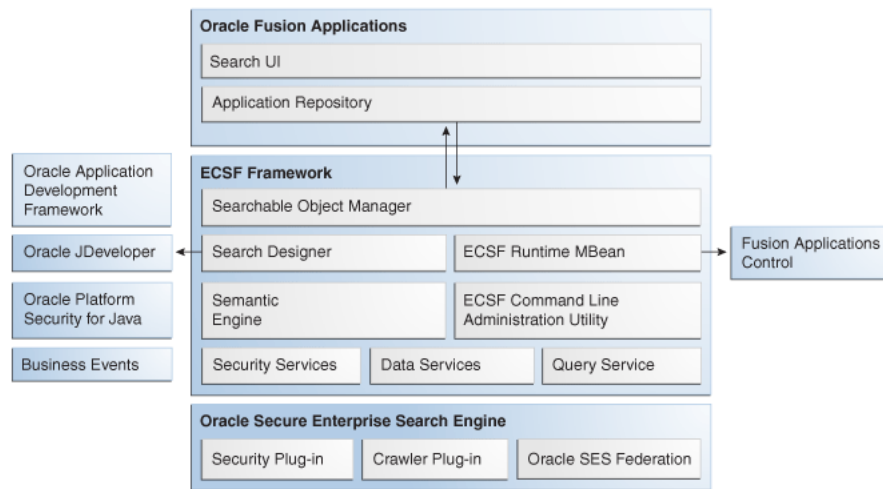 Oracle Fusion Applications
Search UI
Application Repository
Oracle Application
Development
Framework
Oracle JDeveloper
Oracle Platform
Security for Java
Business Events
ECSF Framework
Searchable Object Manager
Search Designer
ECSF Runtime MBean
Semantic
Engine
ECSF Command Line
Administration Utility
Security Services
Data Services
Query Service
Fusion Applications
Control
Oracle Secure Enterprise Search Engine
Security Plug-in
Crawler Plug-in
Oracle SES Federation